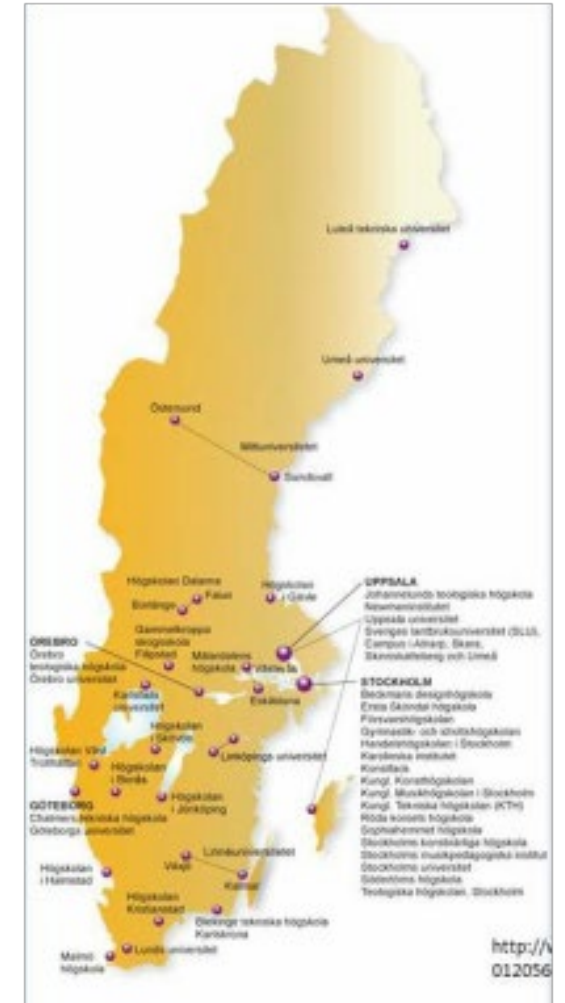 Luleå tekniska universitet
Umeå universitet
Östersund
Mittuniversitetet
Sundsvall
Högskolan Dalarna
Falun
Borlänge
Högskolan
i Gävle
UPPSALA
Johannelunds teologiska högskola
Newmaninstitutet
Uppsala universitet
Sveriges lantbruksuniversitet (SLU),
Campus i Alnarp, Skara,
Skinnskatteberg och Umeå
Gammelkroppa
skogsskola
Filipstad
ÖREBRO
Örebro
teologiska högskola
Örebro universitet
Mälardalens
högskola
Västerås
Eskilstuna
Karlstads
universitet
STOCKHOLM
Beckmans designhögskola
Ersta Sköndal högskola
Försvarshögskolan
Gymnastik- och idrottshögskolan
Handelshögskolan i Stockholm
Karolinska institutet
Konstfack
Kungl. Konsthögskolan
Kungl. Musikhögskolan i Stockholm
Kungl. Tekniska högskolan (KTH)
Röda korsets högskola
Sophiahemmet högskola
Stockholms konstnärliga högskola
Stockholms musikpedagogiska institut
Stockholms universitet
Södertörns högskola
Teologiska högskolan, Stockholm
Högskolan
i Skövde
Linköpings universitet
Högskolan Väst
Trollhättan
Högskolan
i Borås
Högskolan
i Jönköping
GÖTEBORG
Chalmers tekniska högskola
Göteborgs universitet
Linnéuniversitetet
Växjö
Kalmar
Högskolan
i Halmstad
Högskolan
Kristianstad
Blekinge tekniska högskola
Karlskrona
Lunds universitet
Malmö
högskola
http://
012056